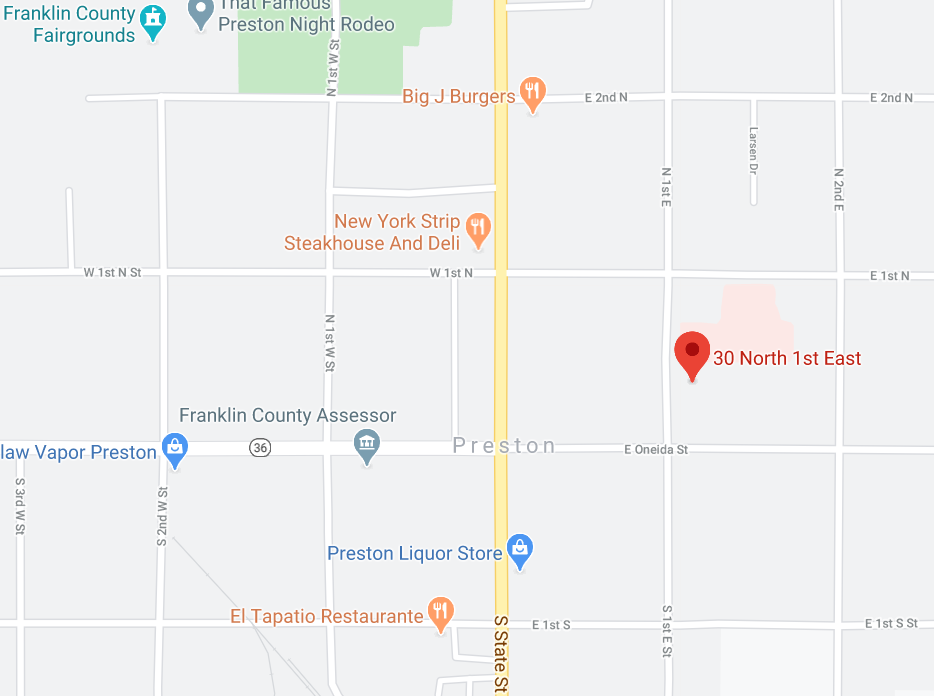 That Famous
Preston Night Rodeo
Franklin County
Fairgrounds
N 1st W St
Big J Burgers
E 2nd N
E 2nd N
Larsen Dr
N 1st E
N 2nd E
New York Strip
Steakhouse And Deli
W 1st N St
W 1st N
E 1st N
N 1st W St
30 North 1st East
Franklin County Assessor
law Vapor Preston
36
Preston
E Oneida St
S 3rd W St
S 2nd W St
Preston Liquor Store
El Tapatio Restaurante
E 1st S
S 1st E St
E 1st S St
S State St